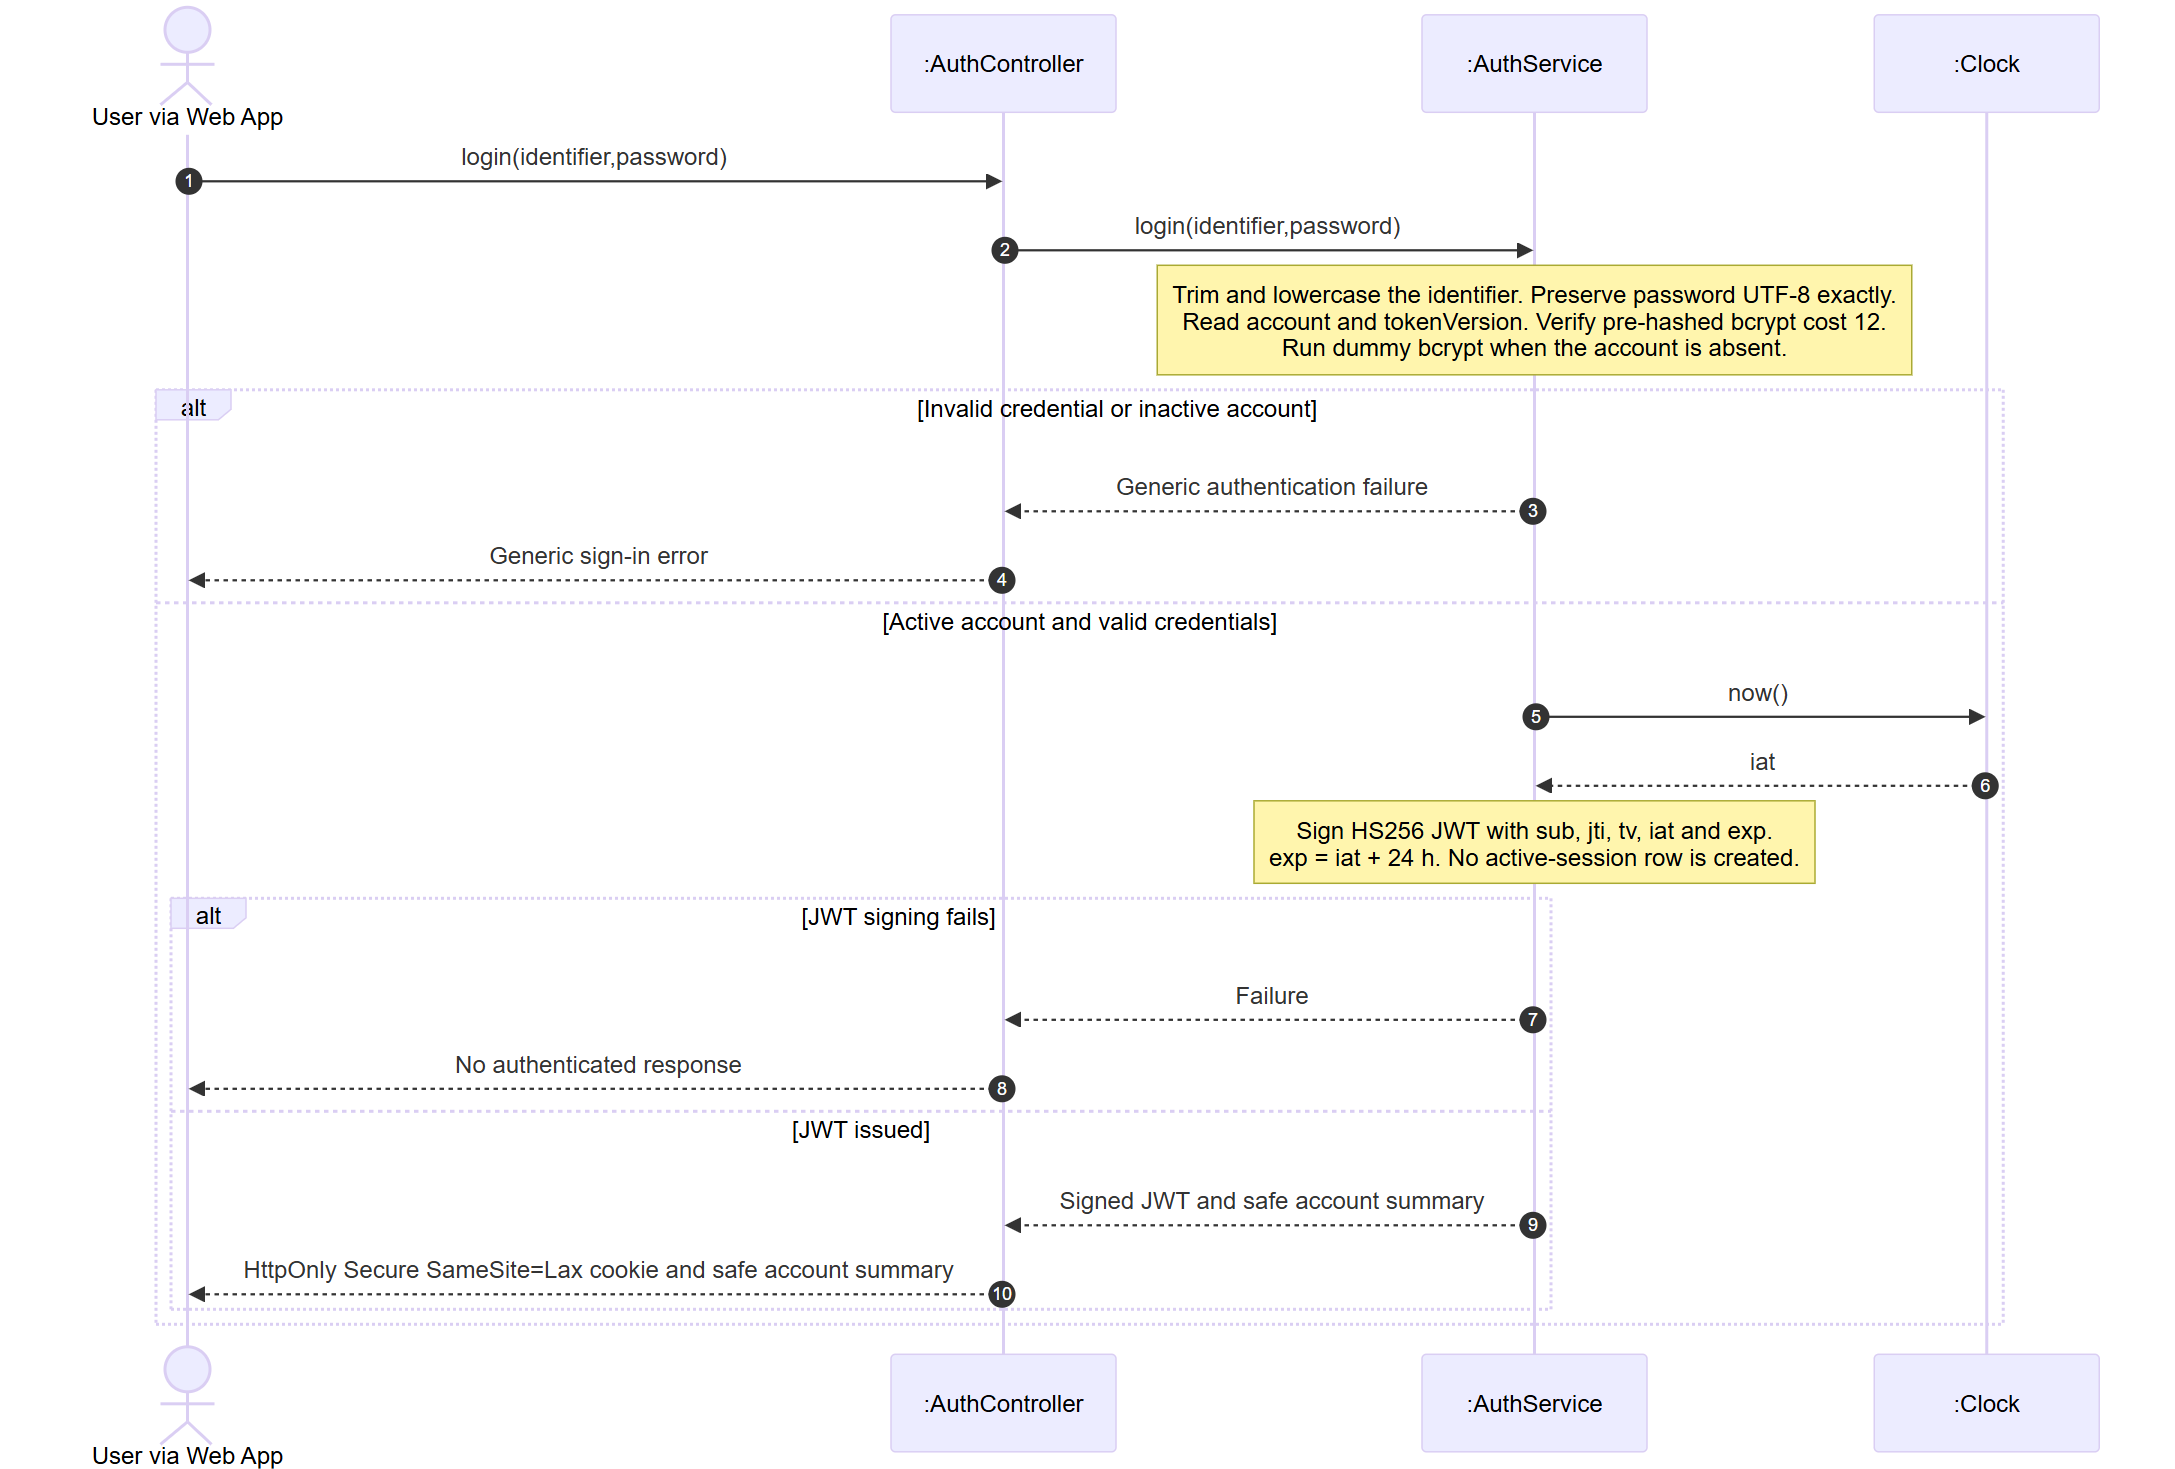 User via Web App
:AuthController
:AuthService
:Clock
login(identifier,password)
1
login(identifier,password)
2
Trim and lowercase the identifier. Preserve password UTF-8 exactly.
Read account and tokenVersion. Verify pre-hashed bcrypt cost 12.
Run dummy bcrypt when the account is absent.
alt
[Invalid credential or inactive account]
Generic authentication failure
3
Generic sign-in error
4
[Active account and valid credentials]
now()
5
iat
6
Sign HS256 JWT with sub, jti, tv, iat and exp.
exp = iat + 24 h. No active-session row is created.
alt
[JWT signing fails]
Failure
7
No authenticated response
8
[JWT issued]
Signed JWT and safe account summary
9
HttpOnly Secure SameSite=Lax cookie and safe account summary
10
User via Web App
:AuthController
:AuthService
:Clock